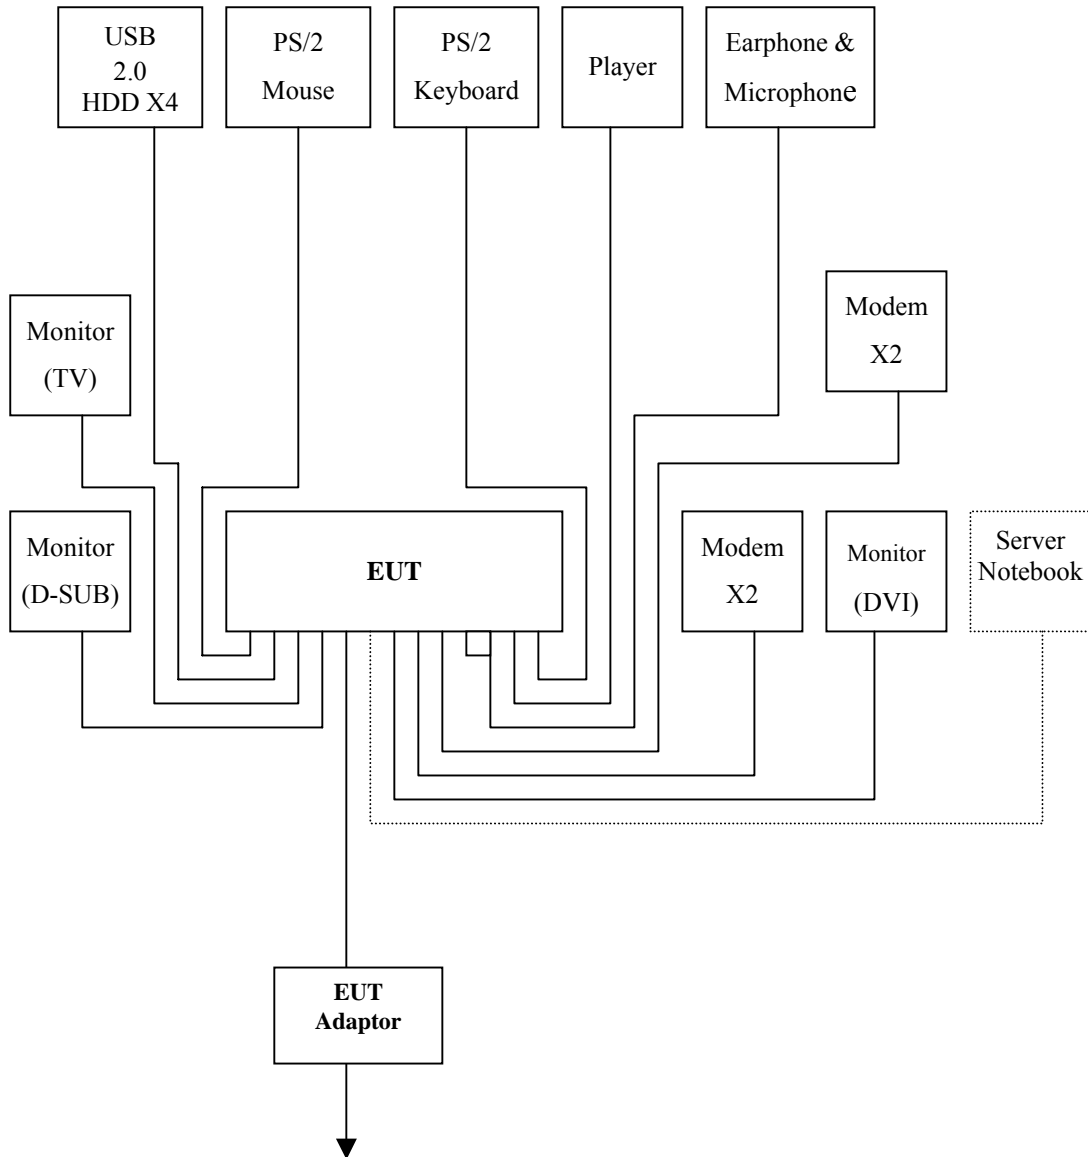 USB
2.0
HDD X4
PS/2
Mouse
PS/2
Keyboard
Player
Earphone &
Microphone
Monitor
(TV)
Modem
X2
Monitor
(D-SUB)
EUT
Modem
X2
Monitor
(DVI)
Server
Notebook
EUT
Adaptor